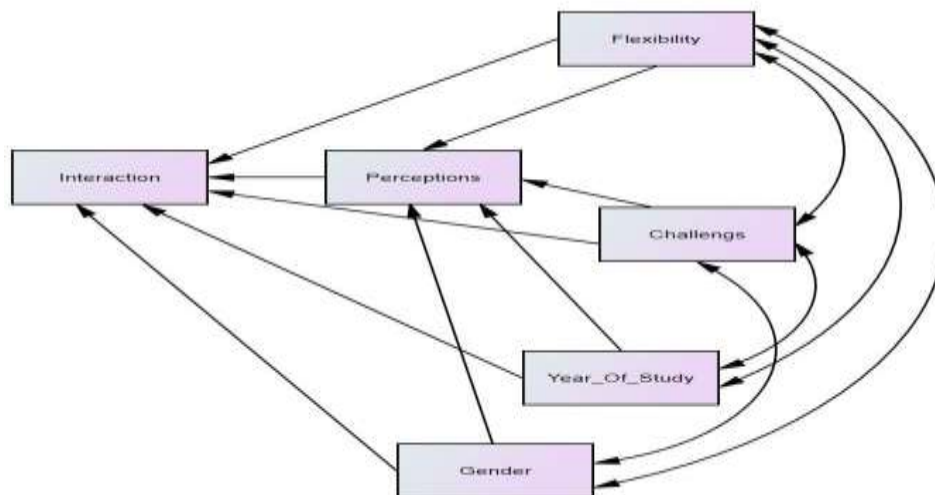 Flexibility
Interaction
Perceptions
Challengs
Year_Of_Study
Gender